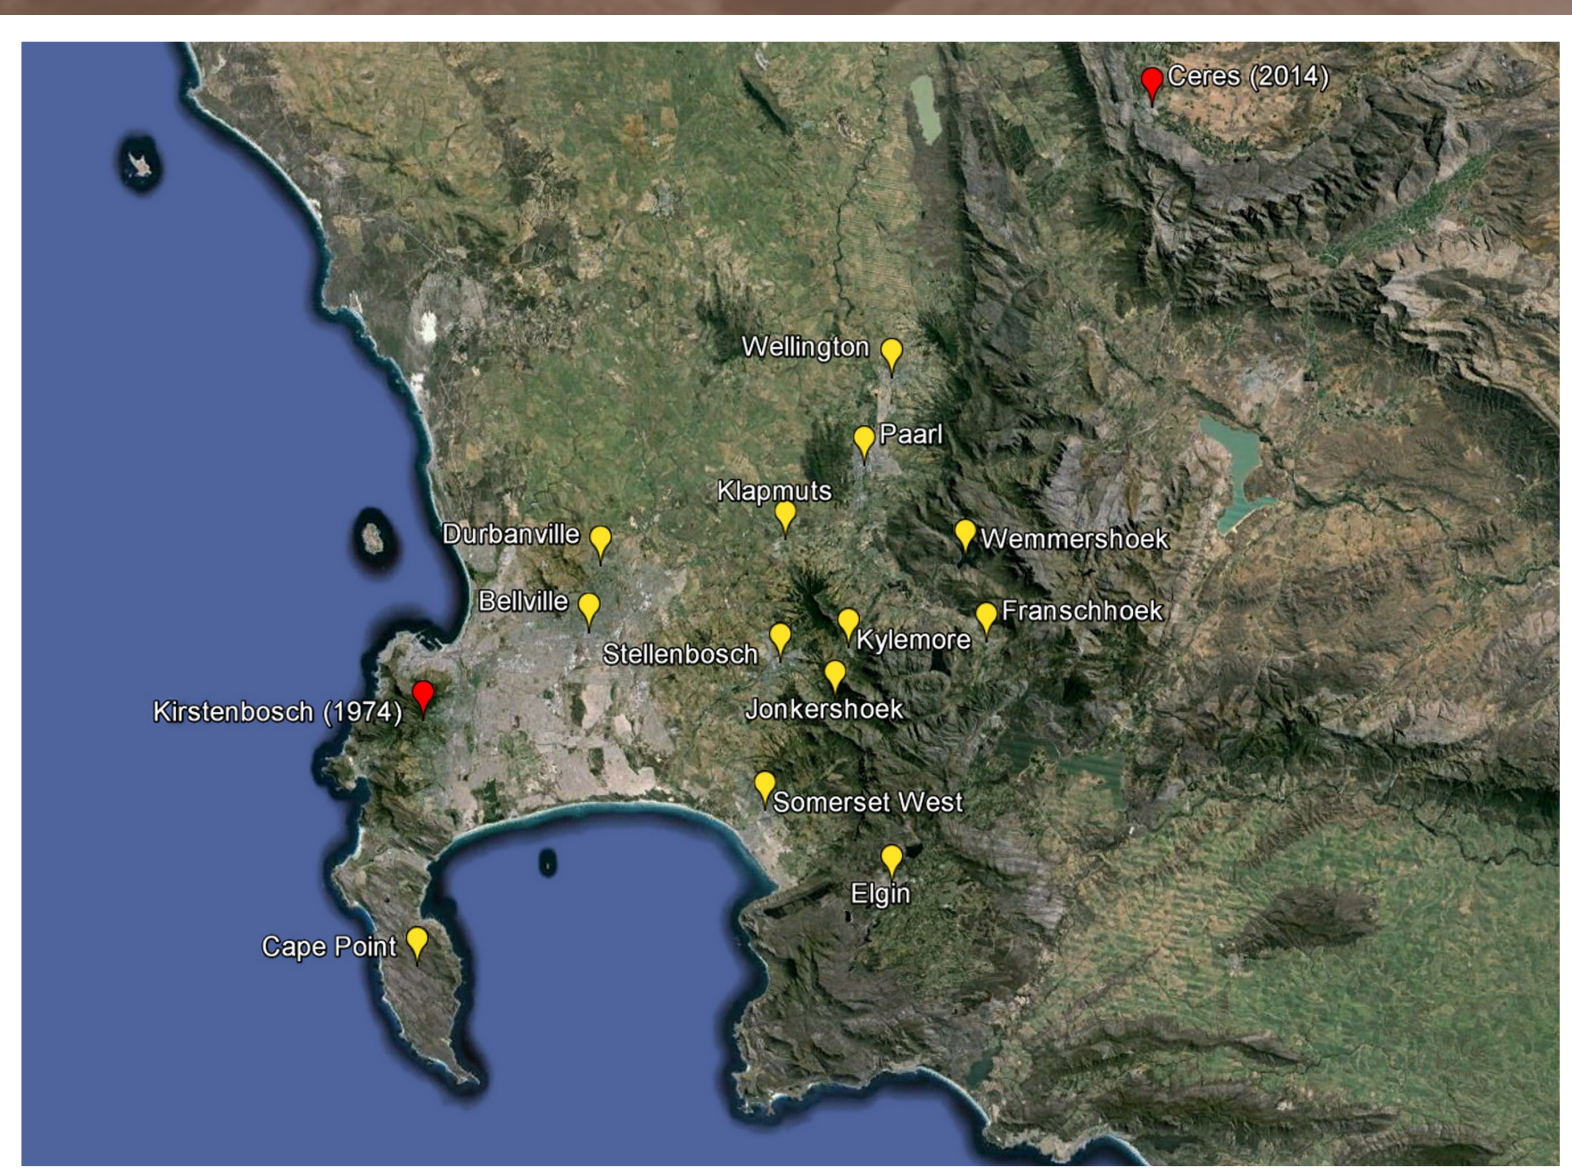 Ceres (2014)
Wellington
Paarl
Klapmuts
Durbanville
Wemmershoek
Bellville
Franschhoek
Kylemore
Stellenbosch
Jonkershoek
Kirstenbosch (1974)
Somerset West
Elgin
Cape Point